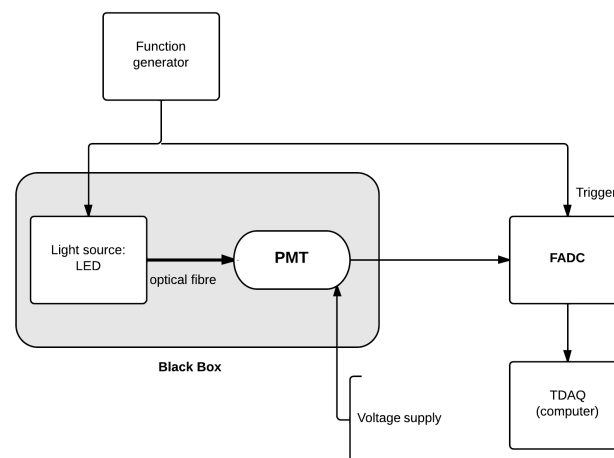 Function
generator
Trigger
Light source:
LED
optical fibre
PMT
FADC
Black Box
TDAQ
(computer)
Voltage supply